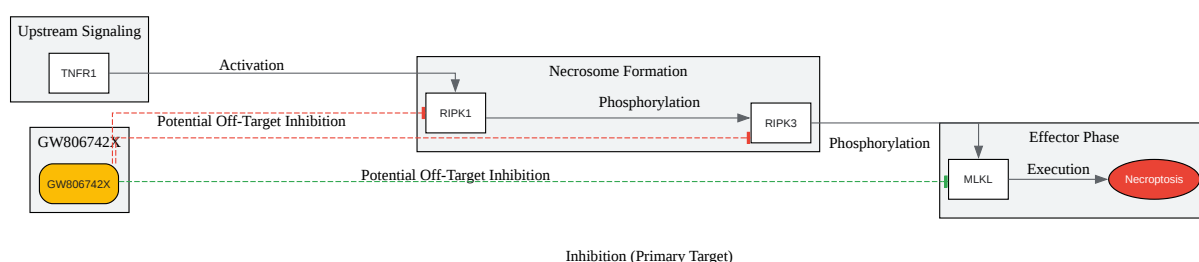 Upstream Signaling
TNFR1
Activation
Necrosome Formation
RIPK1
Phosphorylation
RIPK3
Potential Off-Target Inhibition
GW806742X
GW806742X
Potential Off-Target Inhibition
Phosphorylation
Effector Phase
MLKL
Execution
Necroptosis
Inhibition (Primary Target)